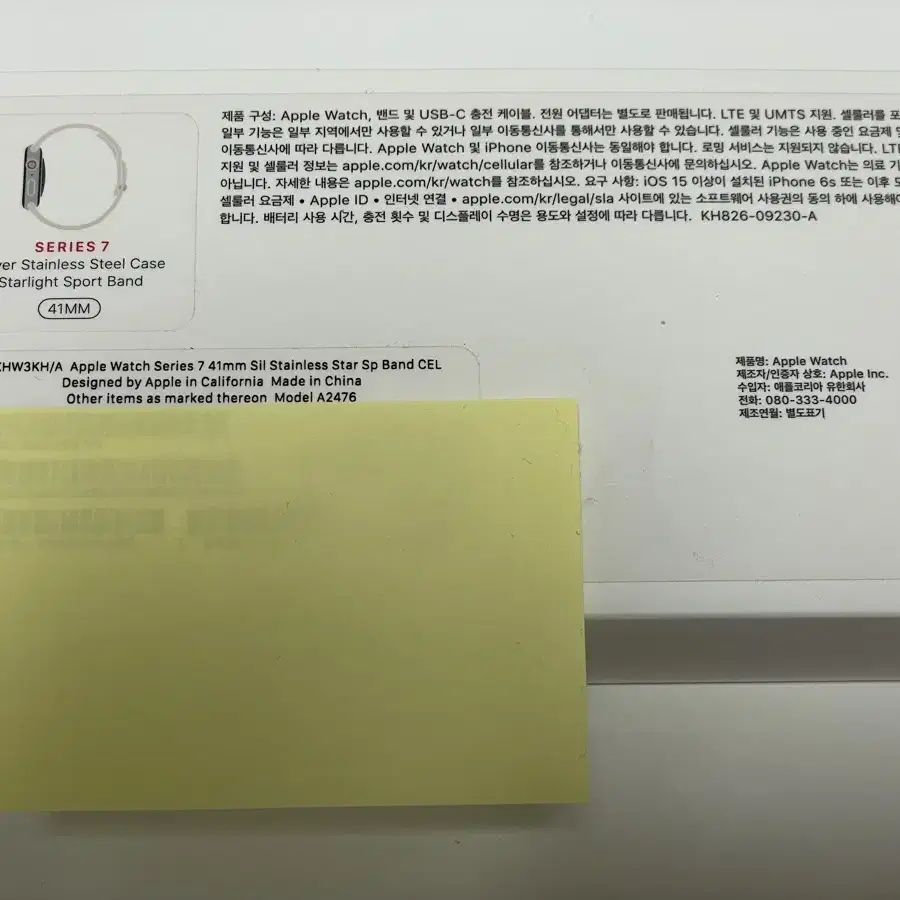 제품 구성: Apple Watch, 밴드 및 USB-C 충전 케이블. 전원 어댑터는 별도로 판매됩니다. LTE 및 UMTS 지원. 셀룰러를 포
일부 기능은 일부 지역에서만 사용할 수 있거나 일부 이동통신사를 통해서만 사용할 수 있습니다. 셀룰러 기능은 사용 중인 요금제 및
이동통신사에 따라 다릅니다. Apple Watch 및 iPhone 이동통신사는 동일해야 합니다. 로밍 서비스는 지원되지 않습니다. LTE
지원 및 셀룰러 정보는 apple.com/kr/watch/cellular를 참조하거나 이동통신사에 문의하십시오. Apple Watch는 의료 기
아닙니다. 자세한 내용은 apple.com/kr/watch를 참조하십시오. 요구 사항: iOS 15 이상이 설치된 iPhone 6s 또는 이후 모
셀룰러 요금제 • Apple ID • 인터넷 연결 • apple.com/kr/legal/sla 사이트에 있는 소프트웨어 사용권의 동의 하에 사용해야
합니다. 배터리 사용 시간, 충전 횟수 및 디스플레이 수명은 용도와 설정에 따라 다릅니다. KH826-09230-A
SERIES 7
ver Stainless Steel Case
Starlight Sport Band
41MM
HW3KH/A Apple Watch Series 7 41mm Sil Stainless Star Sp Band CEL
Designed by Apple in California Made in China
Other items as marked thereon Model A2476
제품명: Apple Watch
제조자/인증자 상호: Apple Inc.
수입자: 애플코리아 유한회사
전화: 080-333-4000
제조연월: 별도표기